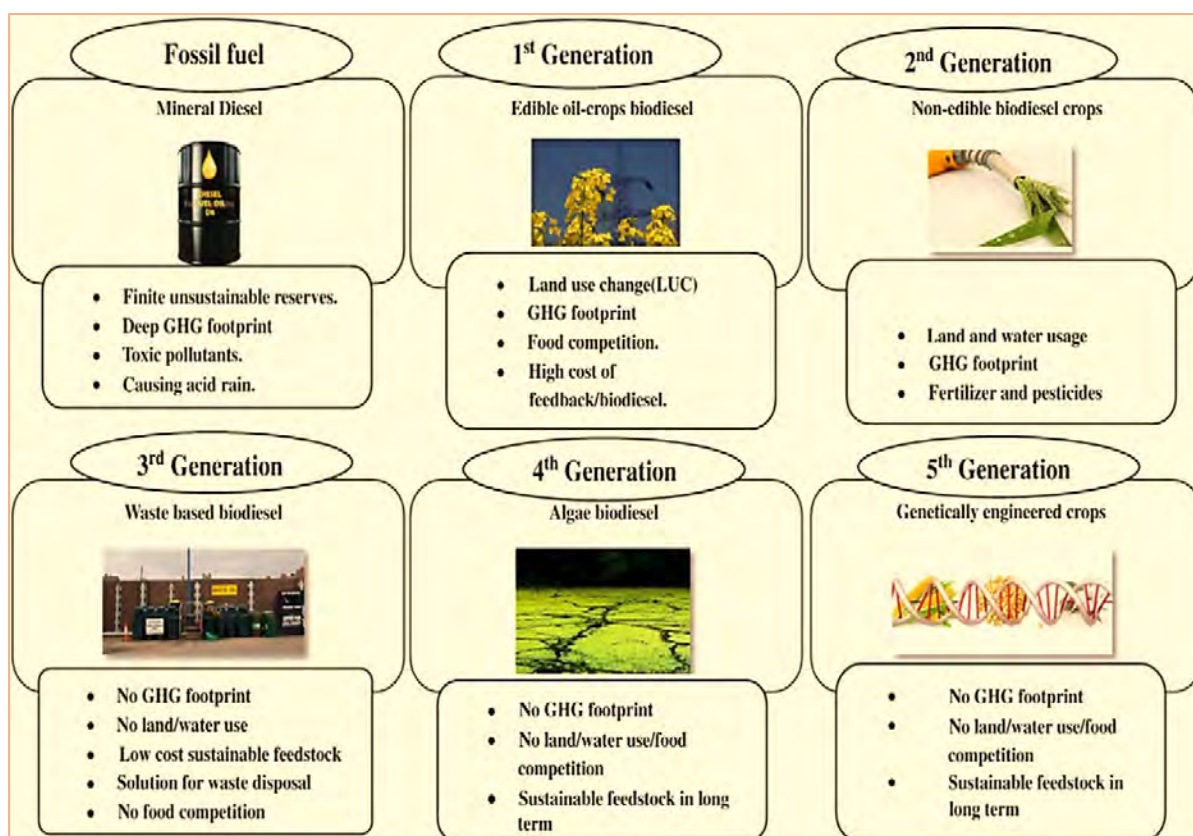 Fossil fuel
Mineral Diesel
DIESEL
FUEL OIL
• Finite unsustainable reserves.
• Deep GHG footprint
• Toxic pollutants.
• Causing acid rain.
1st Generation
Edible oil-crops biodiesel
• Land use change(LUC)
• GHG footprint
• Food competition.
• High cost of
feedback/biodiesel.
2nd Generation
Non-edible biodiesel crops
• Land and water usage
• GHG footprint
• Fertilizer and pesticides
3rd Generation
Waste based biodiesel
• No GHG footprint
• No land/water use
• Low cost sustainable feedstock
• Solution for waste disposal
• No food competition
4th Generation
Algae biodiesel
• No GHG footprint
• No land/water use/food
competition
• Sustainable feedstock in long
term
5th Generation
Genetically engineered crops
• No GHG footprint
• No land/water use/food
competition
• Sustainable feedstock in
long term